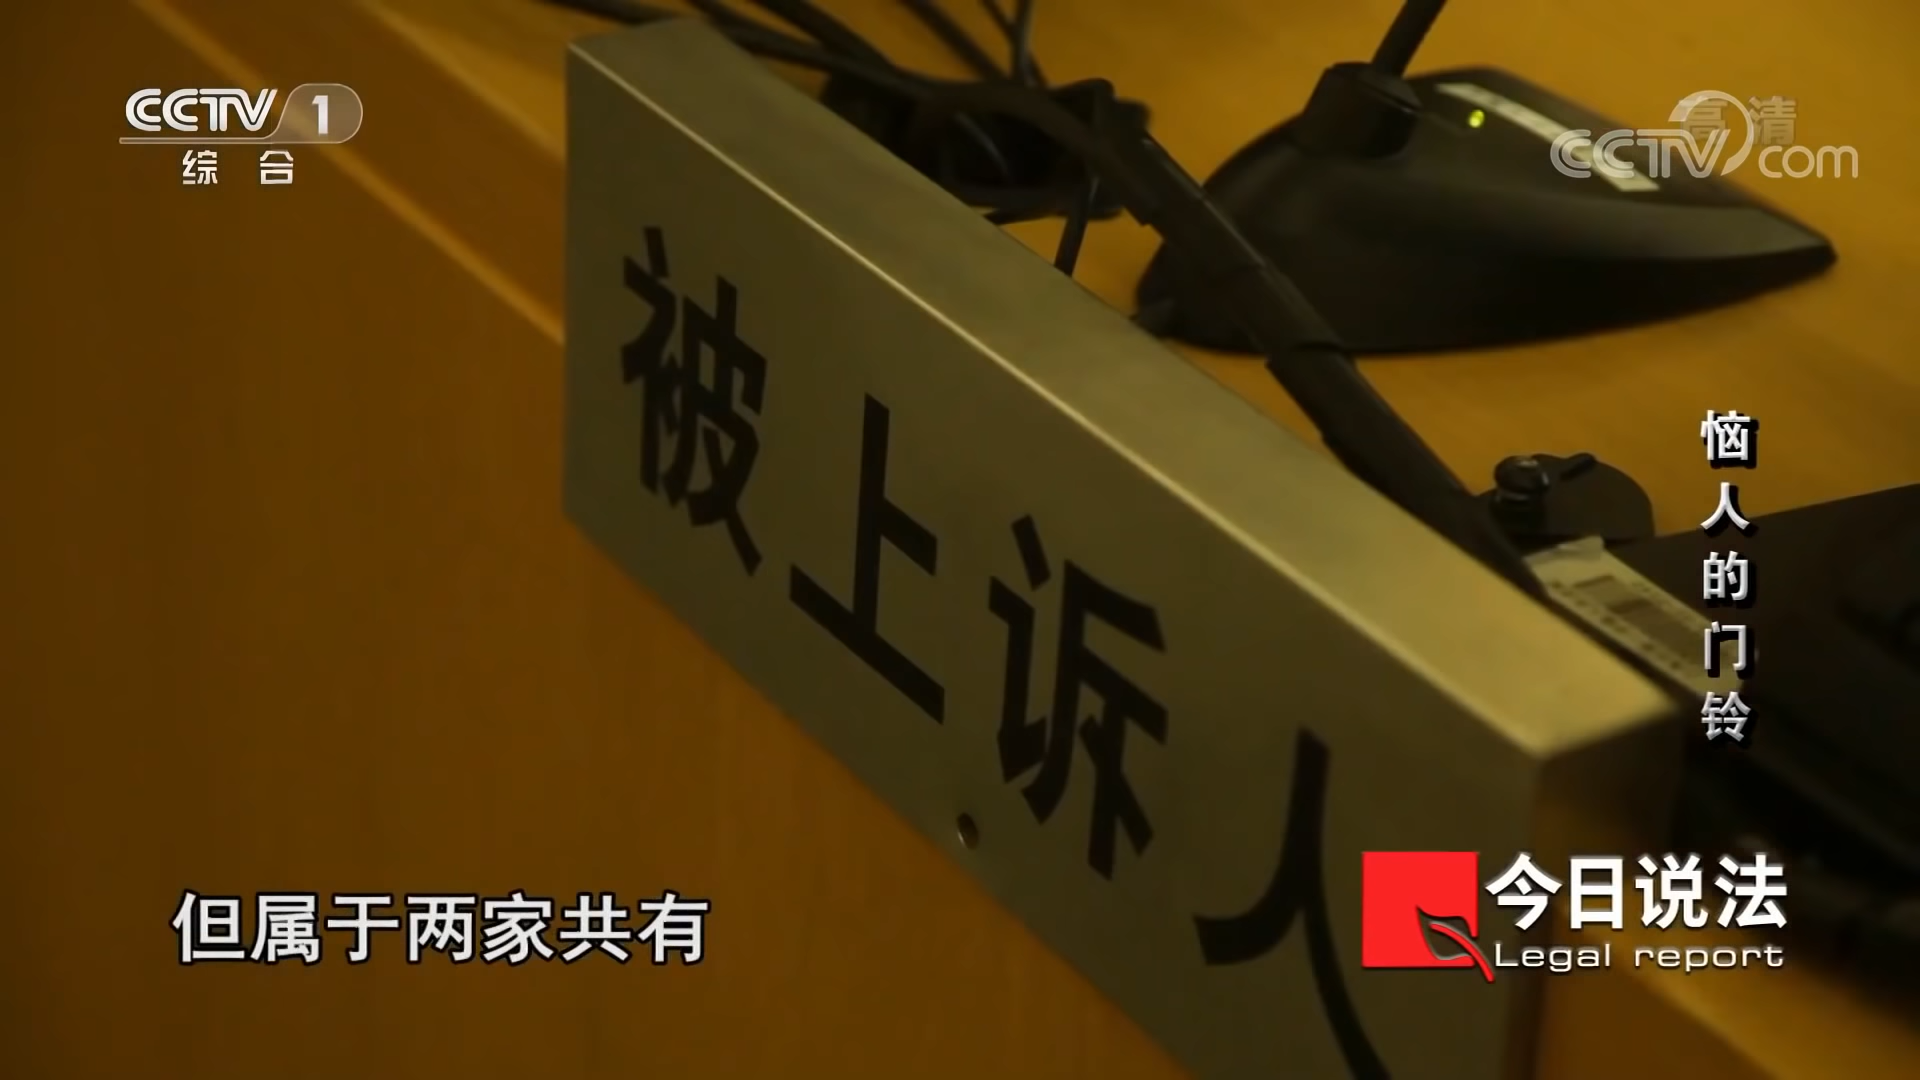 CCTV 1
综合
高清
CCTV.com
被上诉人
恼人的门铃
但属于两家共有
今日说法
Legal report